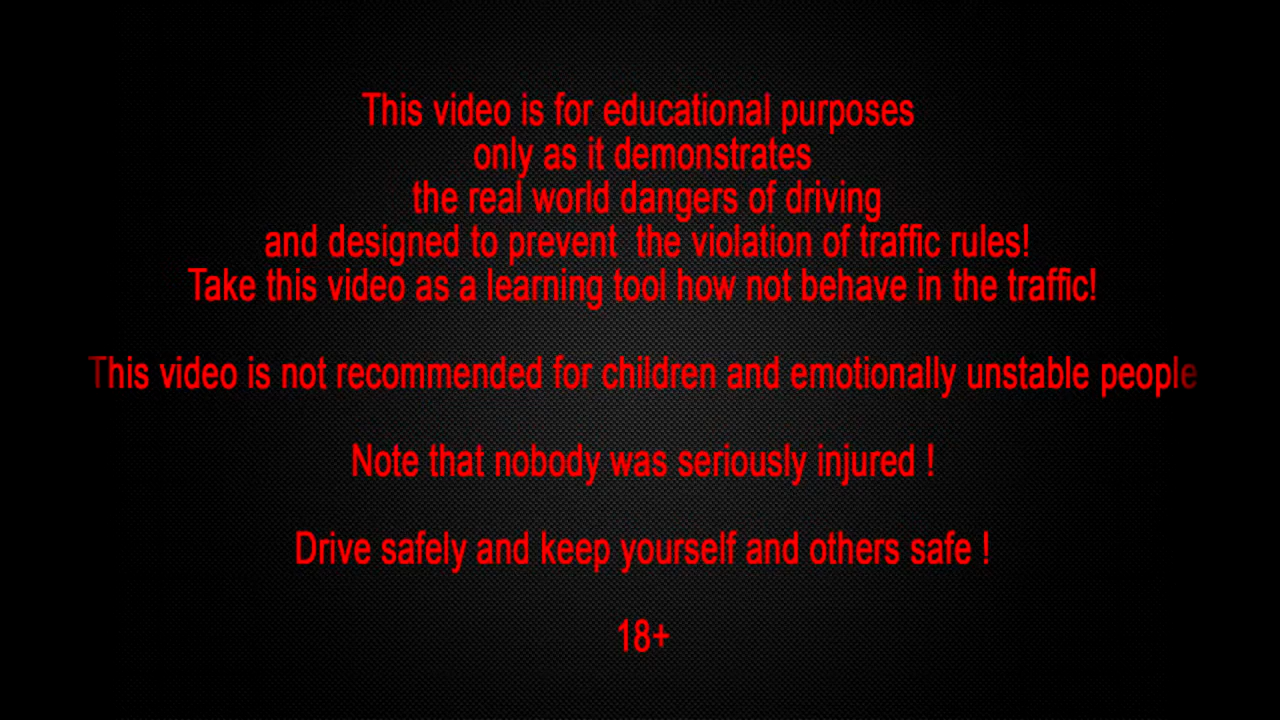 This video is for educational purposes
only as it demonstrates
the real world dangers of driving
and designed to prevent  the violation of traffic rules!
Take this video as a learning tool how not behave in the traffic!
This video is not recommended for children and emotionally unstable people
Note that nobody was seriously injured !
Drive safely and keep yourself and others safe !
18+